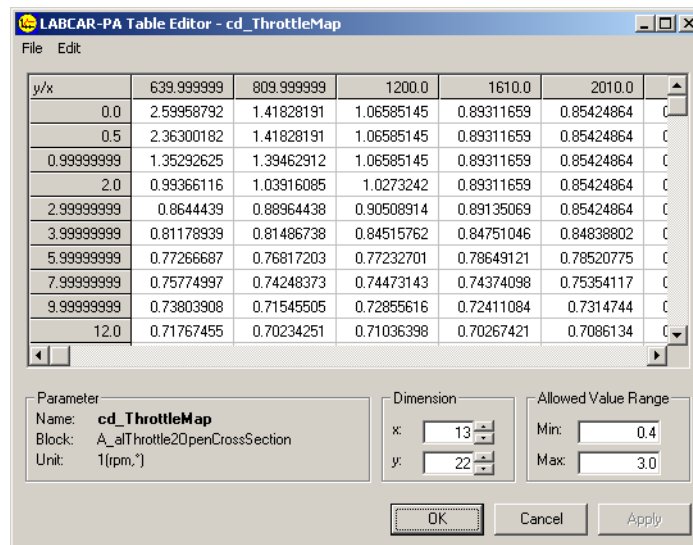 LABCAR-PA Table Editor - cd_ThrottleMap
File Edit
y/x 639.999999 809.999999 1200.0 1610.0 2010.0
0.0 2.59958792 1.41828191 1.06585145 0.89311659 0.85424864
0.5 2.36300182 1.41828191 1.06585145 0.89311659 0.85424864
0.99999999 1.35292625 1.39462912 1.06585145 0.89311659 0.85424864
2.0 0.99366116 1.03916085 1.0273242 0.89311659 0.85424864
2.99999999 0.8644439 0.88964438 0.90508914 0.89135069 0.85424864
3.99999999 0.81178939 0.81486738 0.84515762 0.84751046 0.84838802
5.99999999 0.77266687 0.76817203 0.77232701 0.78649121 0.78520775
7.99999999 0.75774997 0.74248373 0.74473143 0.74374098 0.75354117
9.99999999 0.73803908 0.71545505 0.72855616 0.72411084 0.7314744
12.0 0.71767455 0.70234251 0.71036398 0.70267421 0.7086134
Parameter
Name: cd_ThrottleMap
Block: A_alThrottle2OpenCrossSection
Unit: 1(rpm,°)
Dimension
x: 13
y: 22
Allowed Value Range
Min: 0.4
Max: 3.0
OK Cancel Apply